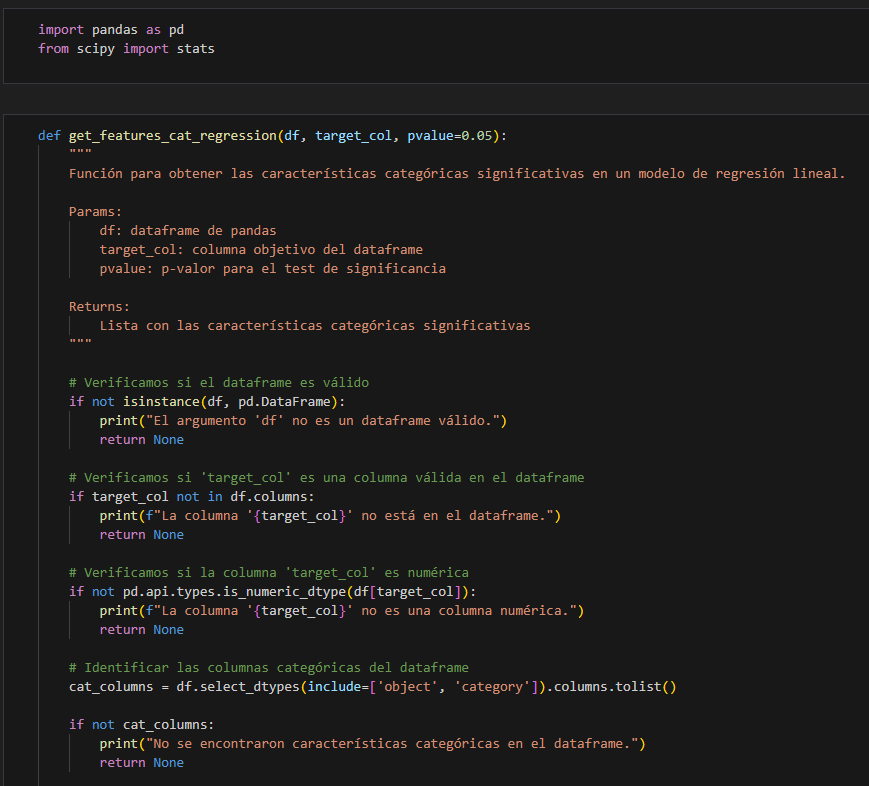 import pandas as pd
from scipy import stats
def get_features_cat_regression(df, target_col, pvalue=0.05):
    """
    Función para obtener las características categóricas significativas en un modelo de regresión lineal.
    Params:
        df: dataframe de pandas
        target_col: columna objetivo del dataframe
        pvalue: p-valor para el test de significancia
    Returns:
        Lista con las características categóricas significativas
    """
    # Verificamos si el dataframe es válido
    if not isinstance(df, pd.DataFrame):
        print("El argumento 'df' no es un dataframe válido.")
        return None
    # Verificamos si 'target_col' es una columna válida en el dataframe
    if target_col not in df.columns:
        print(f"La columna '{target_col}' no está en el dataframe.")
        return None
    # Verificamos si la columna 'target_col' es numérica
    if not pd.api.types.is_numeric_dtype(df[target_col]):
        print(f"La columna '{target_col}' no es una columna numérica.")
        return None
    # Identificar las columnas categóricas del dataframe
    cat_columns = df.select_dtypes(include=['object', 'category']).columns.tolist()
    if not cat_columns:
        print("No se encontraron características categóricas en el dataframe.")
        return None